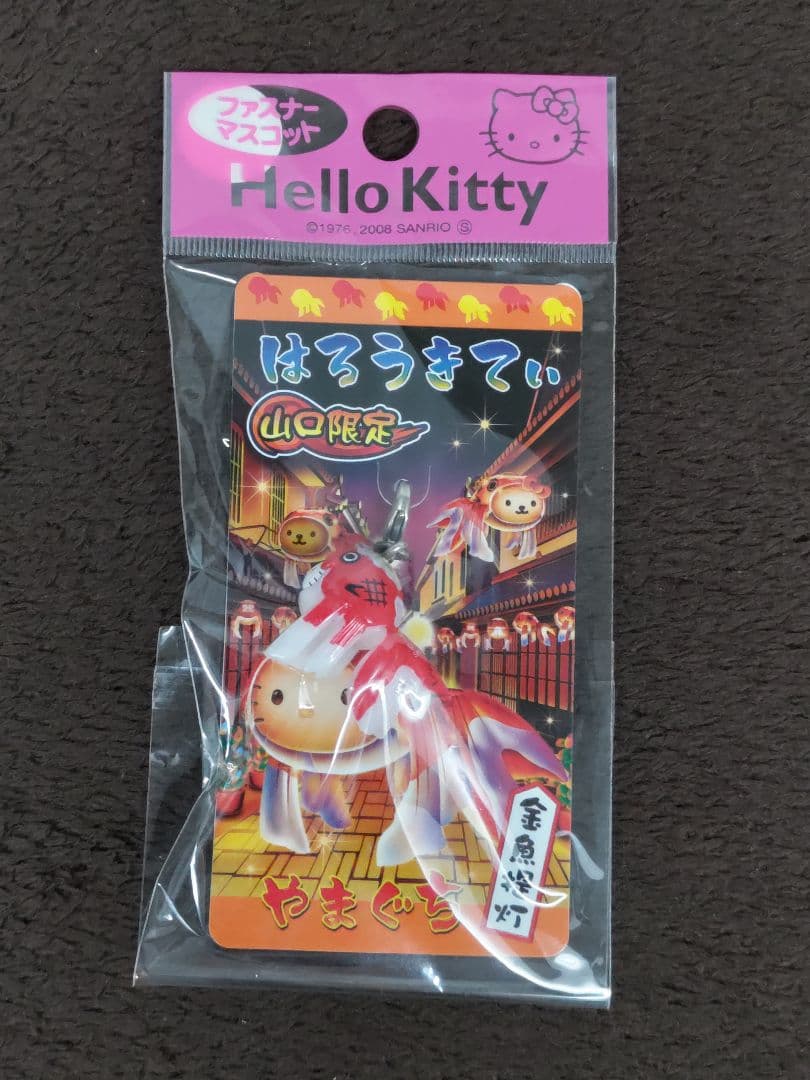 ファスナー
マスコット
Hello Kitty
©1976, 2008 SANRIO Ⓢ
はろうきてぃ
山口限定
金魚提灯
やまぐち